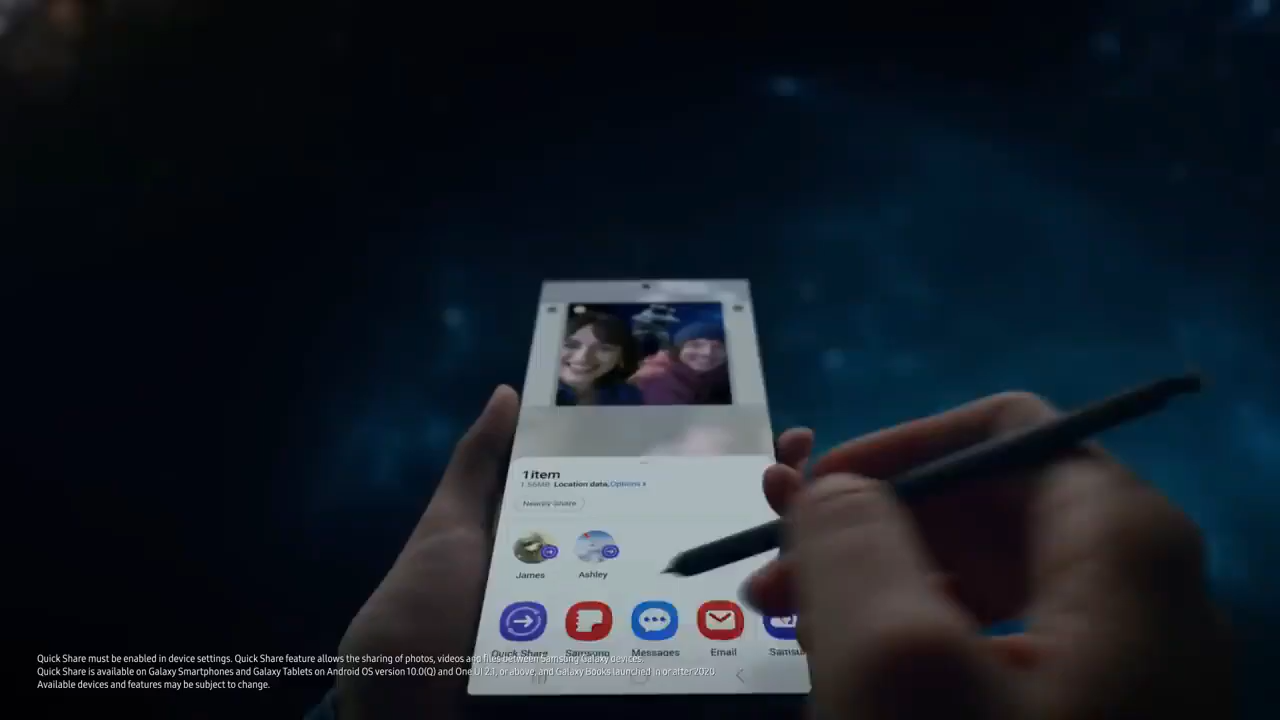 1 item
1.56MB Location data, Options >
Nearby Share
James Ashley
Quick Share Samsung Messages Email Samsu
Quick Share must be enabled in device settings. Quick Share feature allows the sharing of photos, videos and files between Samsung Galaxy devices.
Quick Share is available on Galaxy Smartphones and Galaxy Tablets on Android OS version 10.0(Q) and One UI 2.1, or above, and Galaxy Books launched in or after 2020.
Available devices and features may be subject to change.